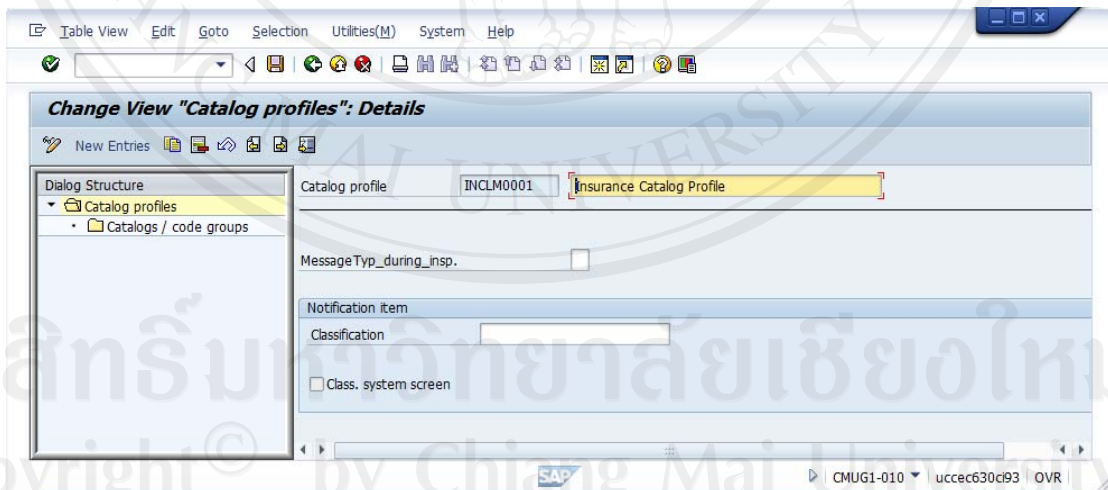 Table View Edit Goto Selection Utilities(M) System Help
Change View "Catalog profiles": Details
New Entries
Dialog Structure
Catalog profiles
Catalogs / code groups
Catalog profile INCLM0001 Insurance Catalog Profile
MessageTyp_during_insp.
Notification item
Classification
Class. system screen
SAP CMUG1-010 uccec630ci93 OVR
MAI UNIVERSITY
ลิขสิทธิ์มหาวิทยาลัยเชียงใหม่
Copyright© by Chiang Mai University